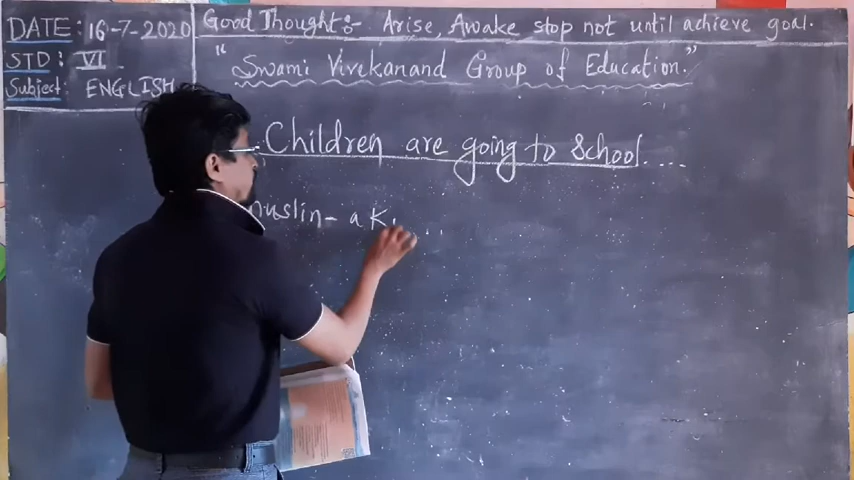 DATE: 16-7-2020
Good Thought:- Arise, Awake stop not until achieve goal.
STD: VI
"Swami Vivekanand Group of Education."
Subject: ENGLISH
Children are going to School....
muslin - a